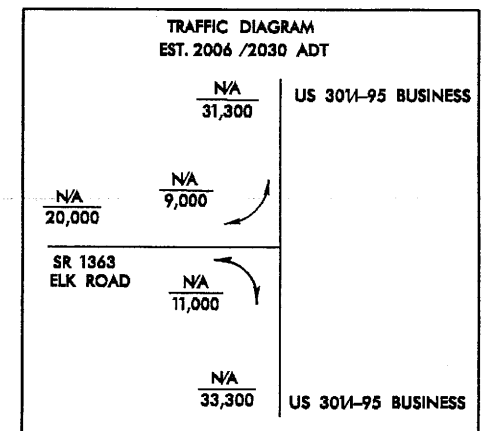 TRAFFIC DIAGRAM
EST. 2006 /2030 ADT
N/A
31,300
US 301/I-95 BUSINESS
N/A
9,000
N/A
20,000
SR 1363
ELK ROAD
N/A
11,000
N/A
33,300
US 301/I-95 BUSINESS